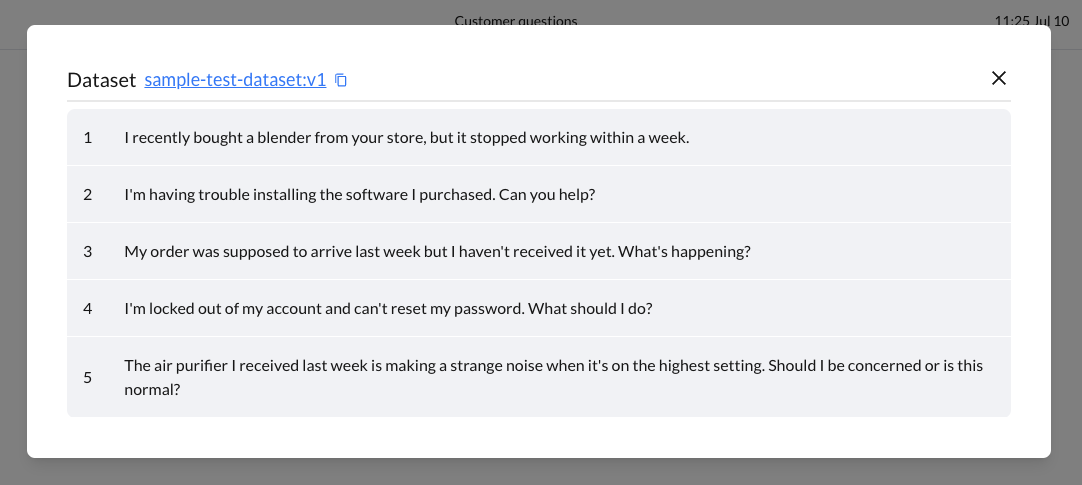 Customer questions 11:25 Jul 10
Dataset sample-test-dataset:v1
1 I recently bought a blender from your store, but it stopped working within a week.
2 I'm having trouble installing the software I purchased. Can you help?
3 My order was supposed to arrive last week but I haven't received it yet. What's happening?
4 I'm locked out of my account and can't reset my password. What should I do?
5 The air purifier I received last week is making a strange noise when it's on the highest setting. Should I be concerned or is this
normal?